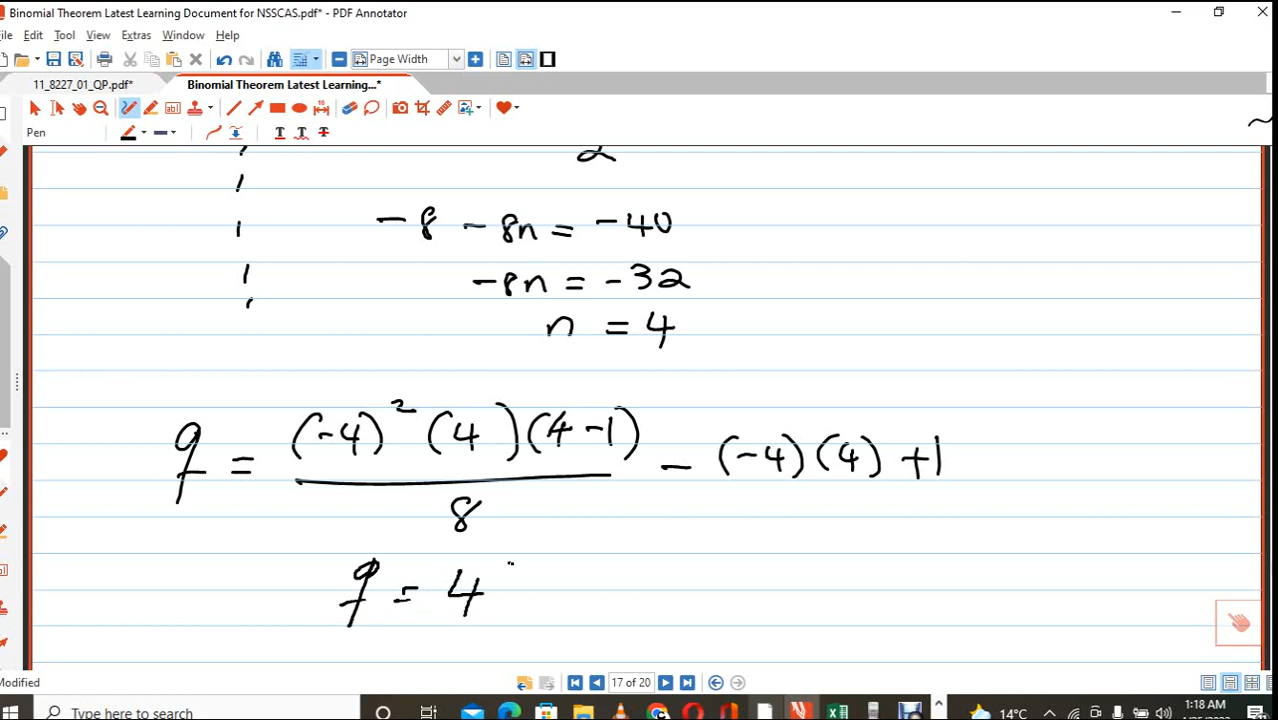 Binomial Theorem Latest Learning Document for NSSCAS.pdf* - PDF Annotator
ile Edit Tool View Extras Window Help
Page Width
11_8227_01_QP.pdf* Binomial Theorem Latest Learning...*
Pen
2
-8 - 8n = -40
-8n = -32
n = 4
q = (-4)² (4)(4-1) / 8 - (-4)(4) + 1
q = 4
17 of 20
Modified
Type here to search
14°C
1:18 AM